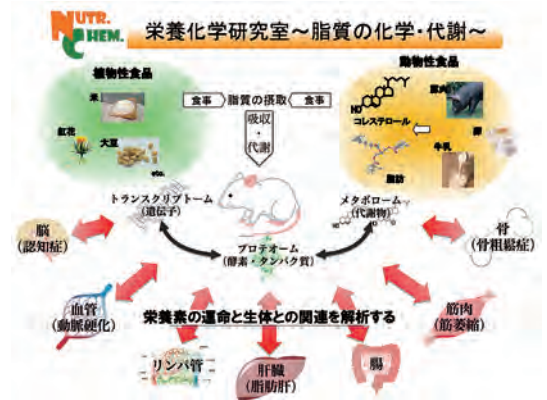 NUTR.
CHEM.
栄養化学研究室~脂質の化学・代謝~
植物性食品
動物性食品
米
紅花
大豆
etc
食事
脂質の摂取
食事
吸収
・
代謝
HO
コレステロール
豚肉
卵
牛乳
脂肪
トランスクリプトーム
(遺伝子)
メタボローム
(代謝物)
プロテオーム
(酵素・タンパク質)
脳
(認知症)
骨
(骨粗鬆症)
血管
(動脈硬化)
筋肉
(筋萎縮)
栄養素の運命と生体との関連を解析する
リンパ管
肝臓
(脂肪肝)
腸